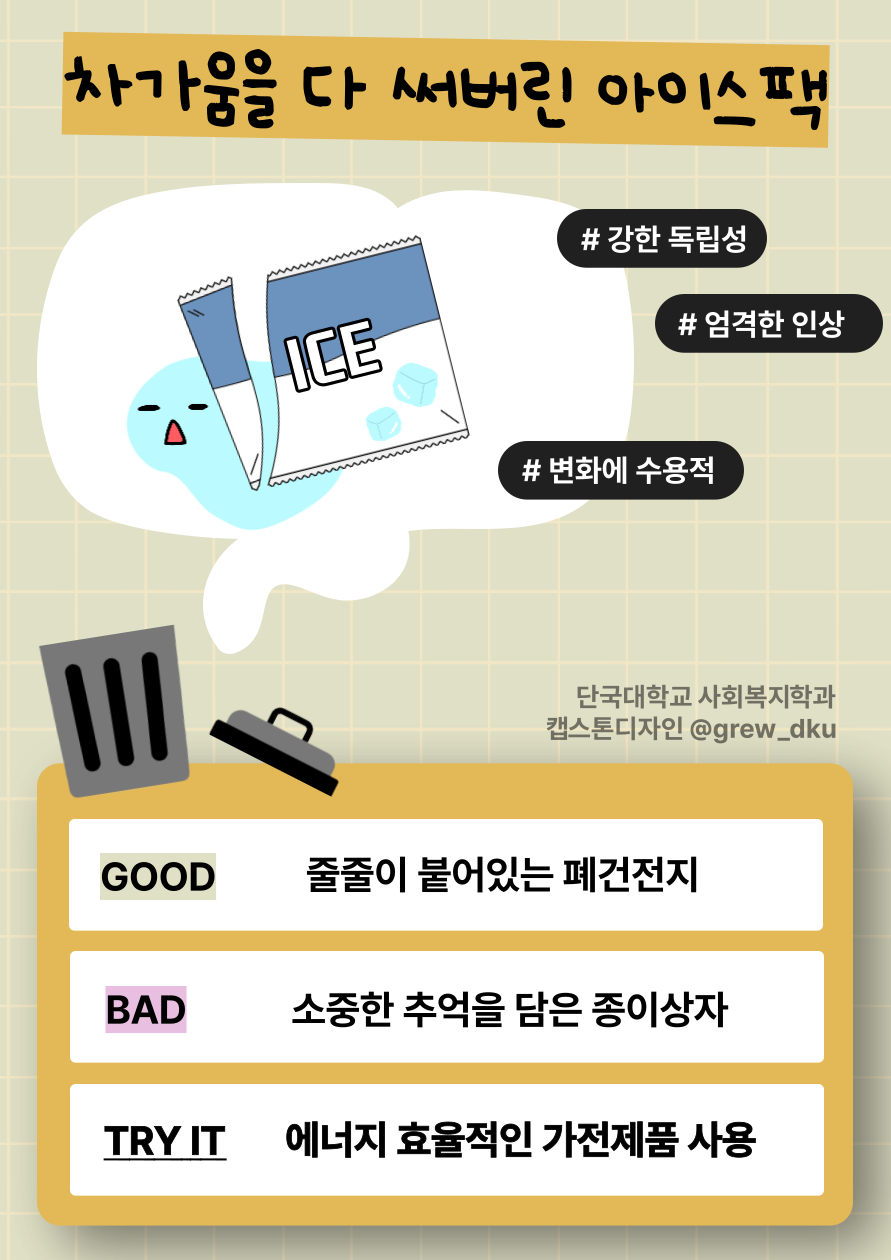 차가움을 다 써버린 아이스팩
# 강한 독립성
# 엄격한 인상
ICE
# 변화에 수용적
단국대학교 사회복지학과
캡스톤디자인 @grew_dku
GOOD 줄줄이 붙어있는 폐건전지
BAD 소중한 추억을 담은 종이상자
TRY IT 에너지 효율적인 가전제품 사용